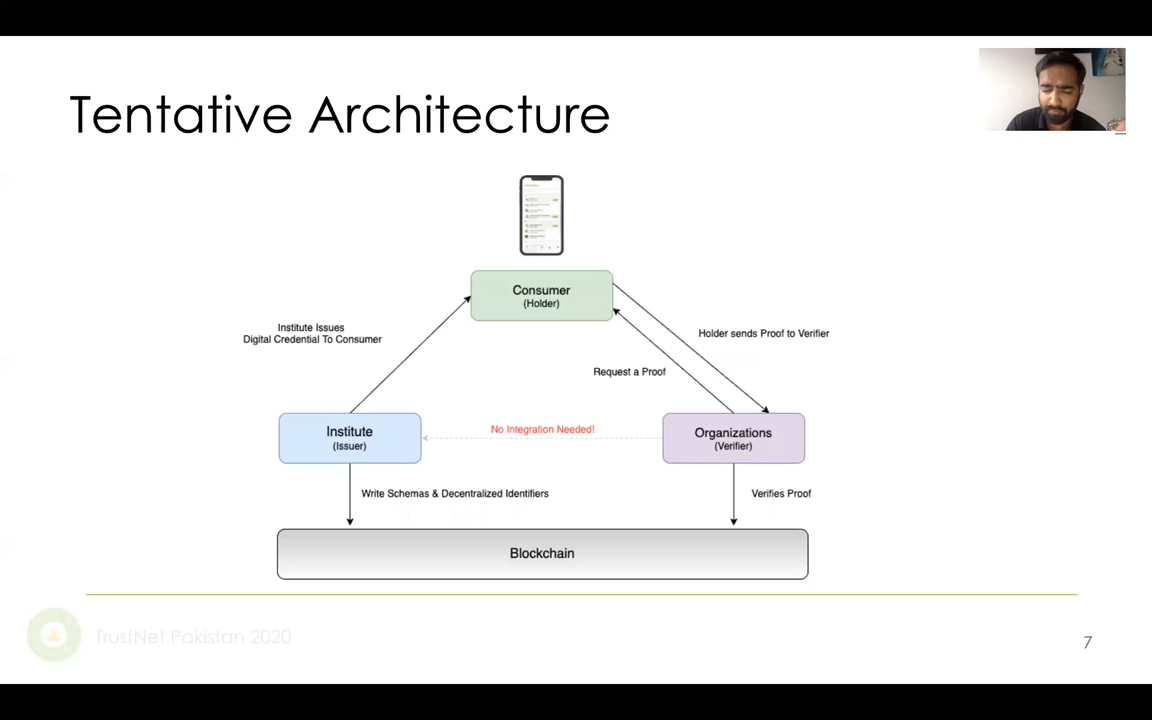 Tentative Architecture
Consumer
(Holder)
Institute Issues
Digital Credential To Consumer
Holder sends Proof to Verifier
Request a Proof
Institute
(Issuer)
No Integration Needed!
Organizations
(Verifier)
Write Schemas & Decentralized Identifiers
Verifies Proof
Blockchain
TrustNet Pakistan 2020
7